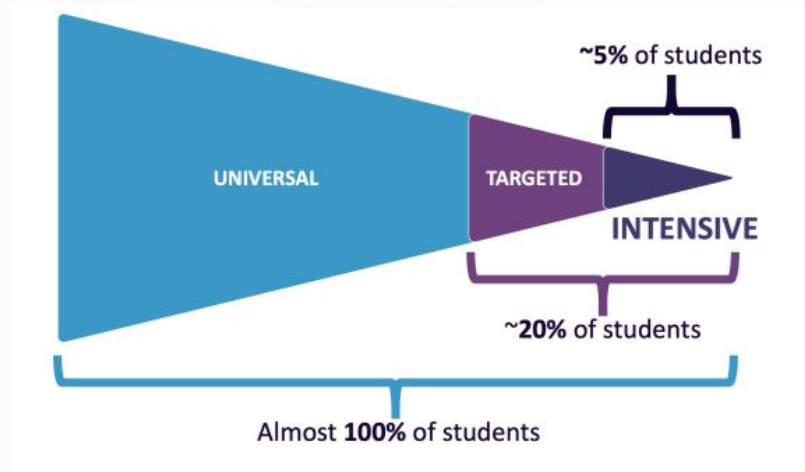 ~5% of students
UNIVERSAL
TARGETED
INTENSIVE
~20% of students
Almost 100% of students